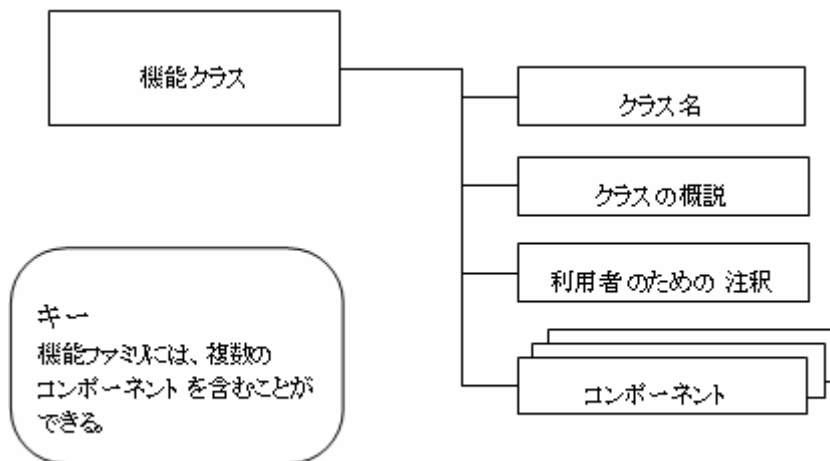 機能クラス
クラス名
クラスの概説
利用者のための 注釈
コンポーネント
キー
機能ファミリには、複数の
コンポーネント を含むことが
できる。